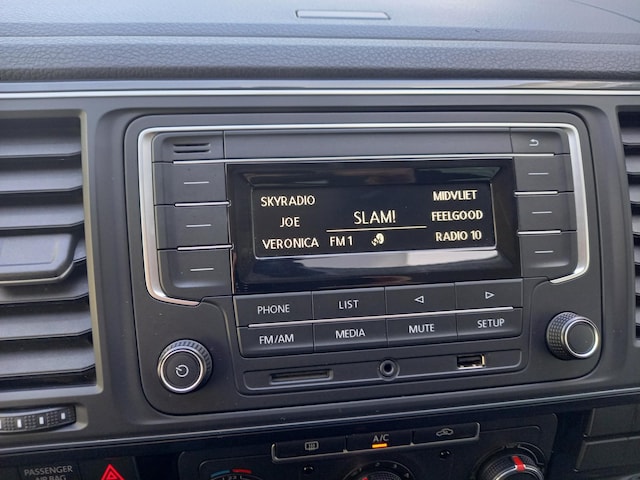 SKYRADIO
MIDVLIET
JOE
SLAM!
FEELGOOD
VERONICA
FM1
RADIO 10
PHONE
LIST
FM/AM
MEDIA
MUTE
SETUP
A/C
PASSENGER
AIR BAG